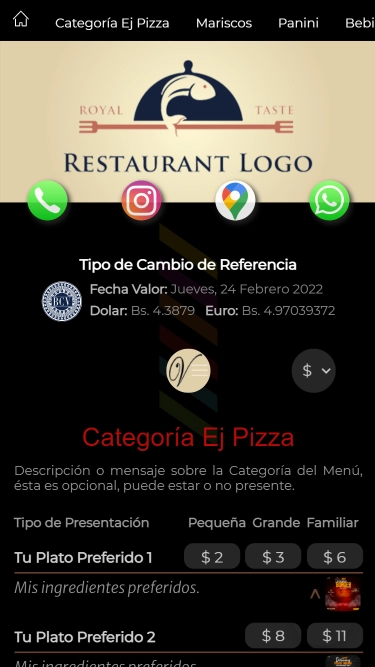 Categoría Ej Pizza Mariscos Panini Bebi
ROYAL TASTE
RESTAURANT LOGO
Tipo de Cambio de Referencia
Fecha Valor: Jueves, 24 Febrero 2022
BCV
Dolar: Bs. 4.3879 Euro: Bs. 4.97039372
V
$
Categoría Ej Pizza
Descripción o mensaje sobre la Categoría del Menú,
ésta es opcional, puede estar o no presente.
Tipo de Presentación Pequeña Grande Familiar
Tu Plato Preferido 1 $ 2 $ 3 $ 6
Mis ingredientes preferidos.
Tu Plato Preferido 2 $ 8 $ 11
Mis ingredientes preferidos.